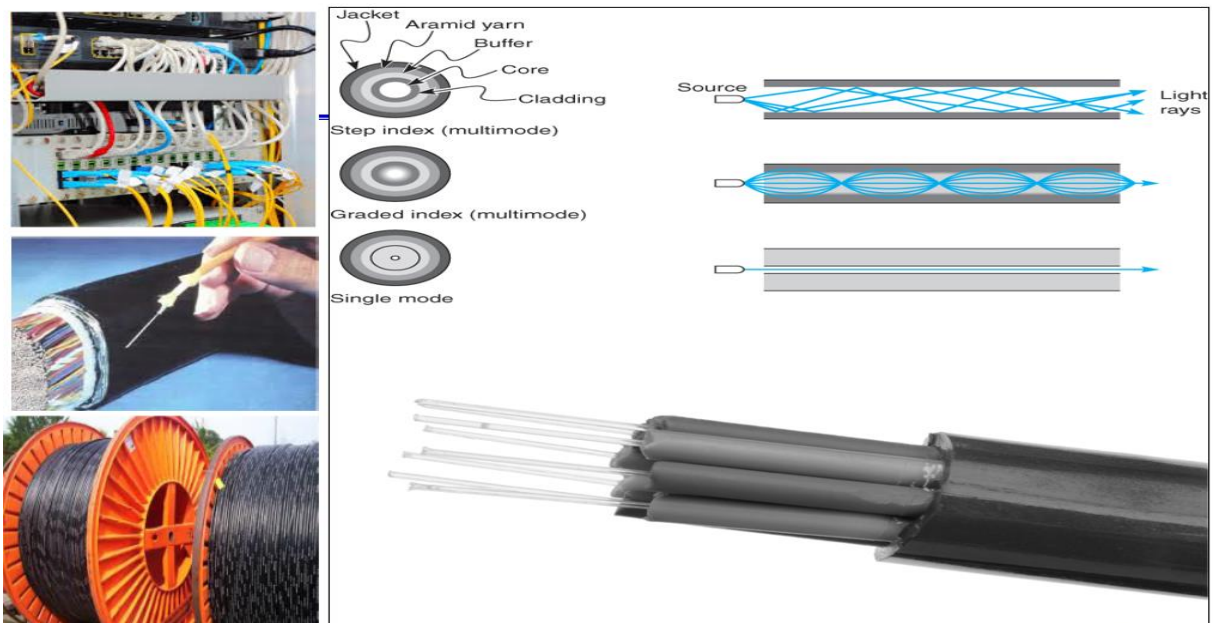 Jacket
Aramid yarn
Buffer
Core
Cladding
Step index (multimode)
Source
Light
rays
Graded index (multimode)
Single mode